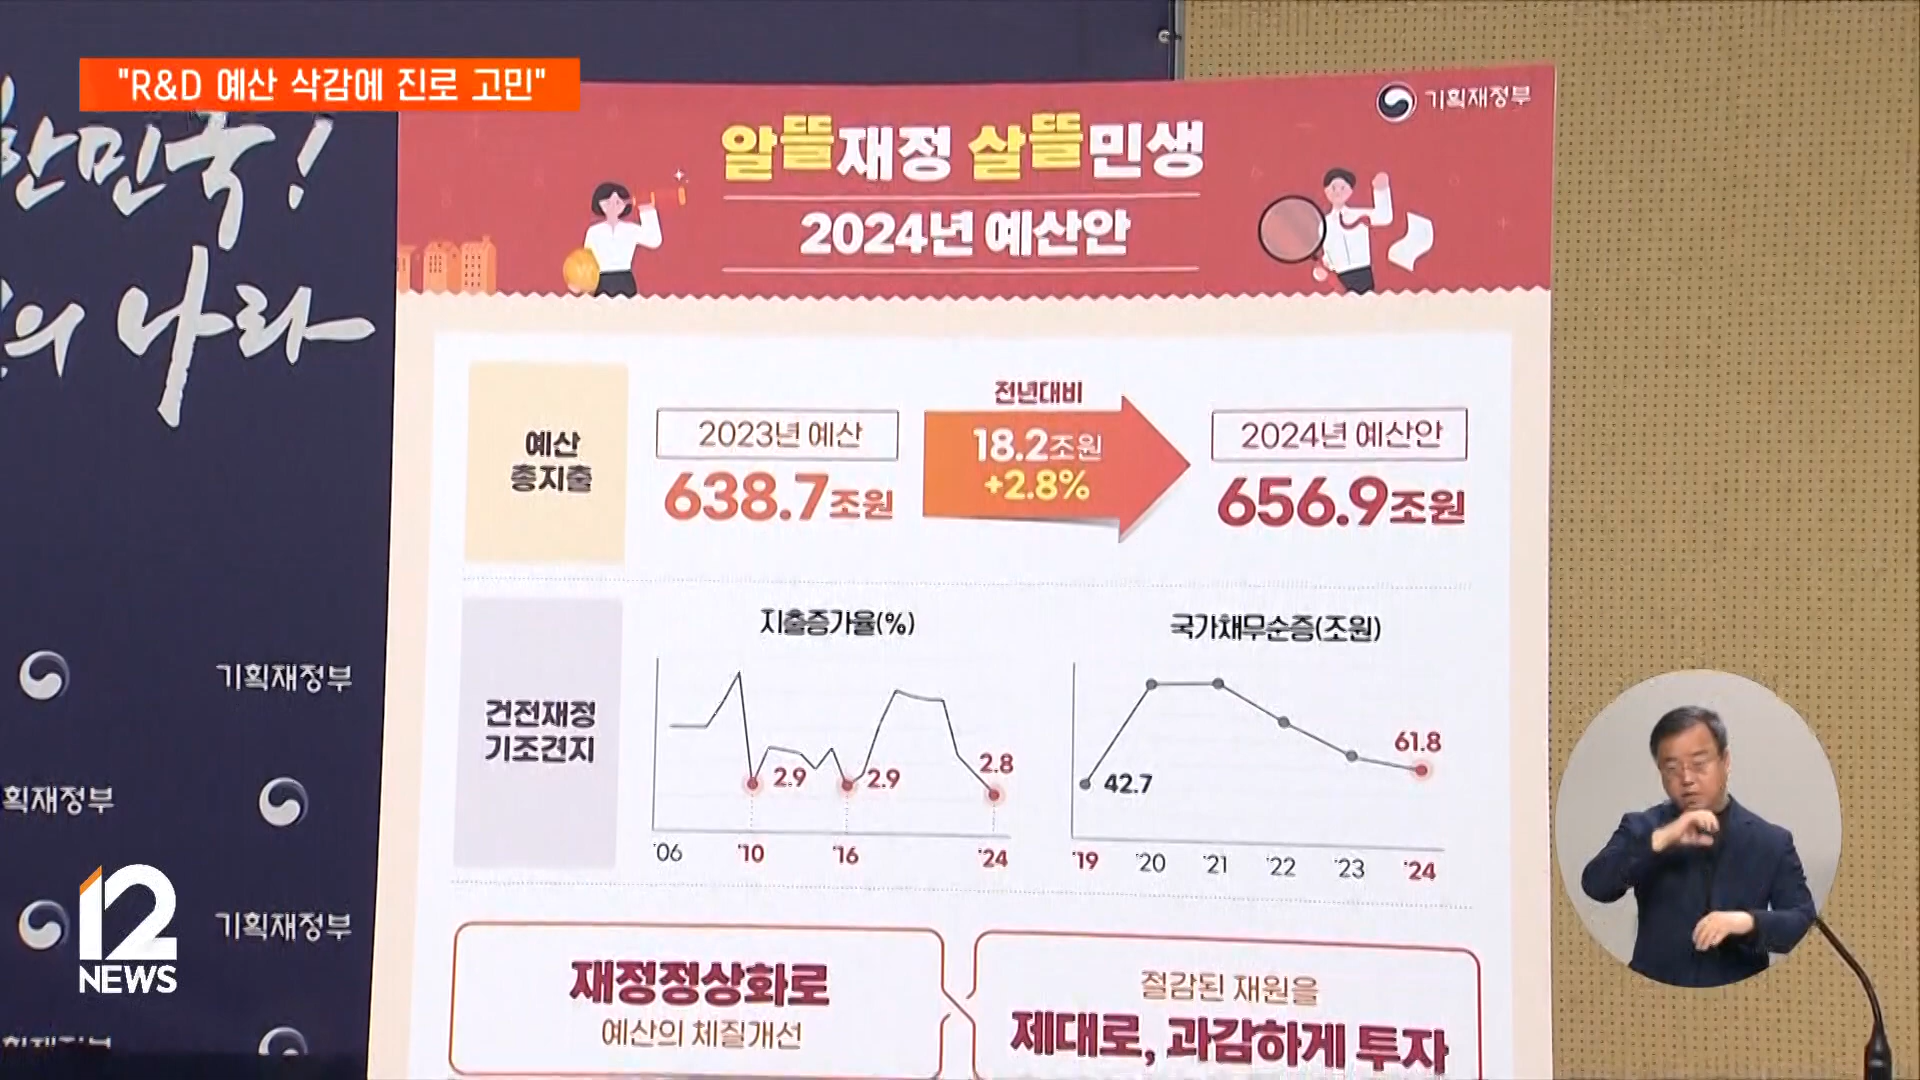 "R&D 예산 삭감에 진로 고민"
한민국!
의 나라
기획재정부
알뜰재정 살뜰민생
2024년 예산안
예산
총지출
2023년 예산
638.7조원
전년대비
18.2조원
+2.8%
2024년 예산안
656.9조원
건전재정
기조견지
지출증가율(%)
2.9
2.9
2.8
'06
'10
'16
'24
국가채무순증(조원)
42.7
61.8
'19
'20
'21
'22
'23
'24
재정정상화로
예산의 체질개선
절감된 재원을
제대로, 과감하게 투자
기획재정부
획재정부
기획재정부
12
NEWS